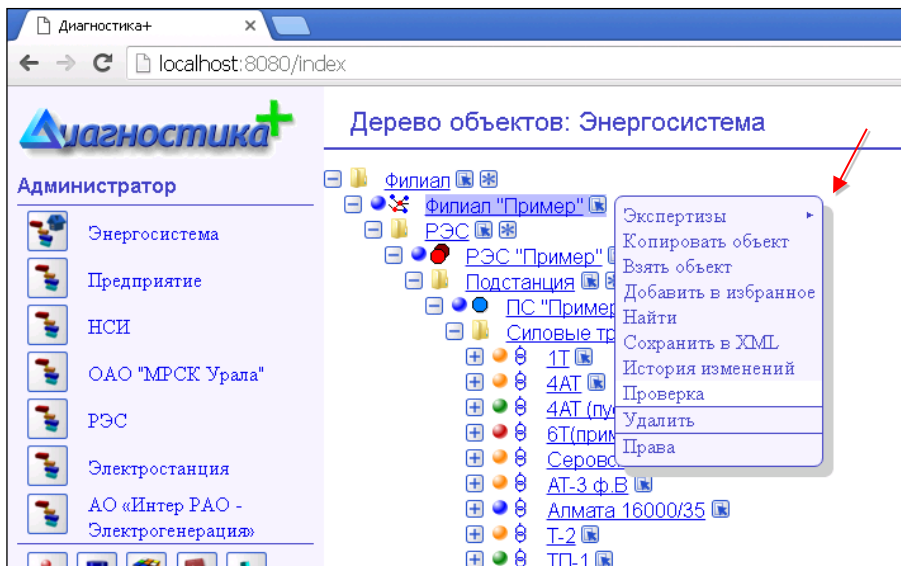 Диагностика+
localhost:8080/index
Диагностика+
Администратор
Энергосистема
Предприятие
НСИ
ОАО "МРСК Урала"
РЭС
Электростанция
АО «Интер РАО -
Электрогенерация»
Дерево объектов: Энергосистема
Филиал
Филиал "Пример"
РЭС
РЭС "Пример"
Подстанция
ПС "Пример
Силовые тр
1Т
4АТ
4АТ (пус
6Т(прим
Серовс
АТ-3 ф.В
Алмата 16000/35
Т-2
ТП-1
Экспертизы
Копировать объект
Взять объект
Добавить в избранное
Найти
Сохранить в XML
История изменений
Проверка
Удалить
Права